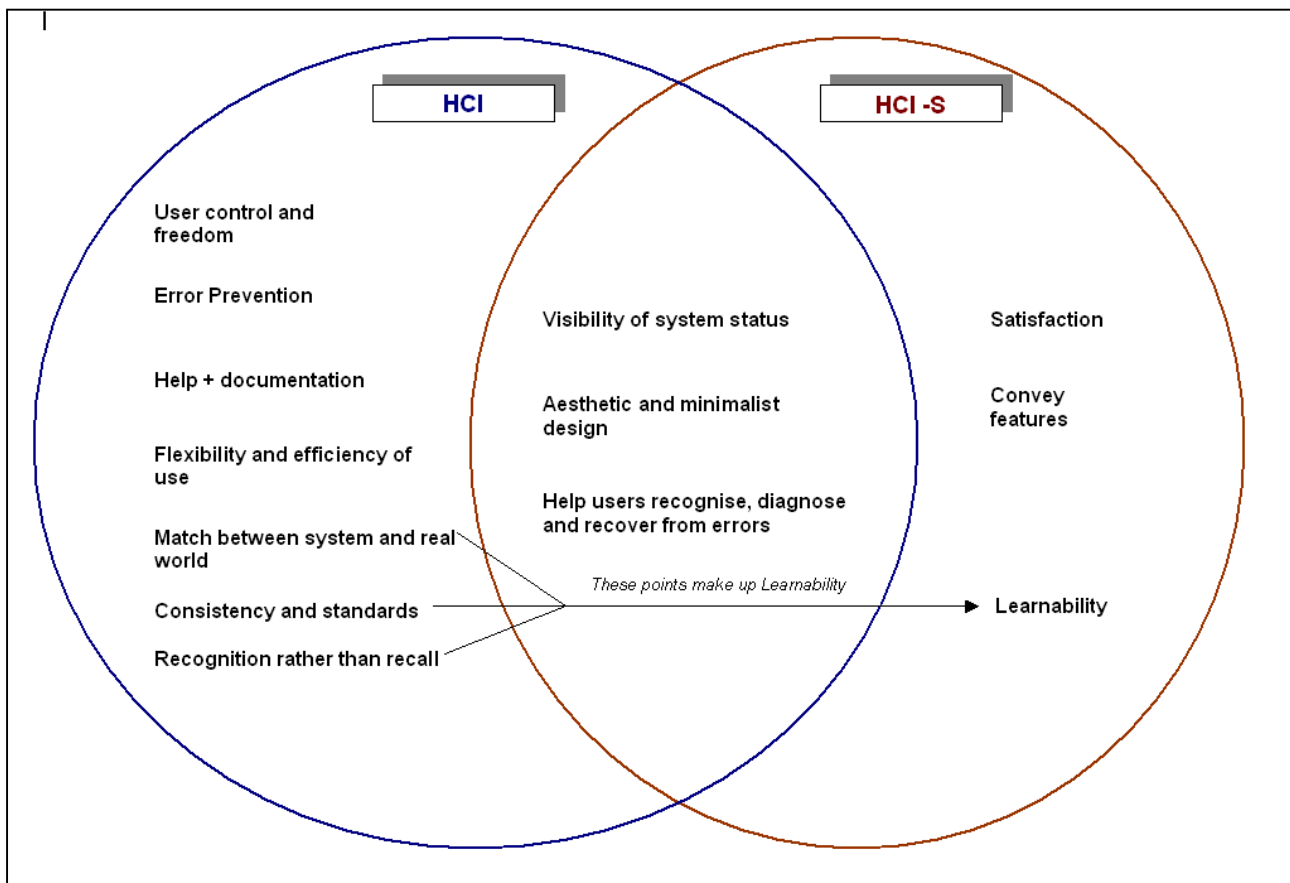 HCI
HCI -S
User control and
freedom
Error Prevention
Help + documentation
Flexibility and efficiency of
use
Match between system and real
world
Consistency and standards
Recognition rather than recall
Visibility of system status
Aesthetic and minimalist
design
Help users recognise, diagnose
and recover from errors
These points make up Learnability
Satisfaction
Convey
features
Learnability